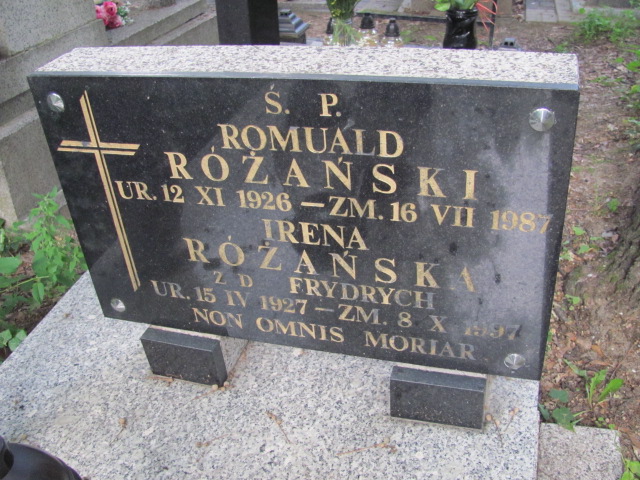 Ś. P.
ROMUALD
RÓŻAŃSKI
UR. 12 XI 1926 – ZM. 16 VII 1987
IRENA
RÓŻAŃSKA
Z D FRYDRYCH
UR. 15 IV 1927 – ZM. 8 X 1997
NON OMNIS MORIAR